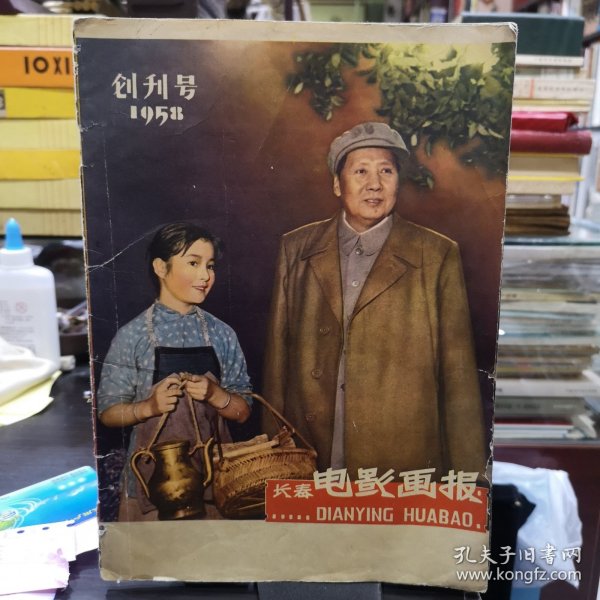 创刊号
1958
10X1
长春 电影画报
DIANYING HUABAO
孔夫子旧书网
www.kongfz.com